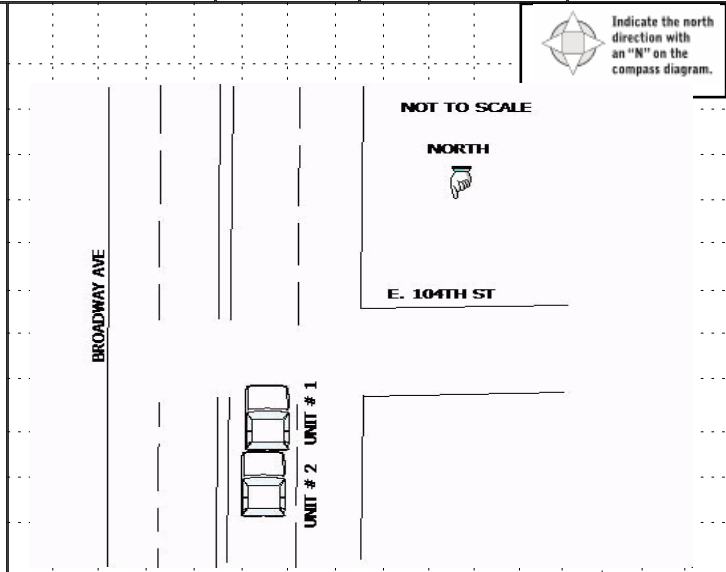 Indicate the north
direction with
an “N” on the
compass diagram.
NOT TO SCALE
NORTH
BROADWAY AVE
E. 104TH ST
UNIT # 1
UNIT # 2